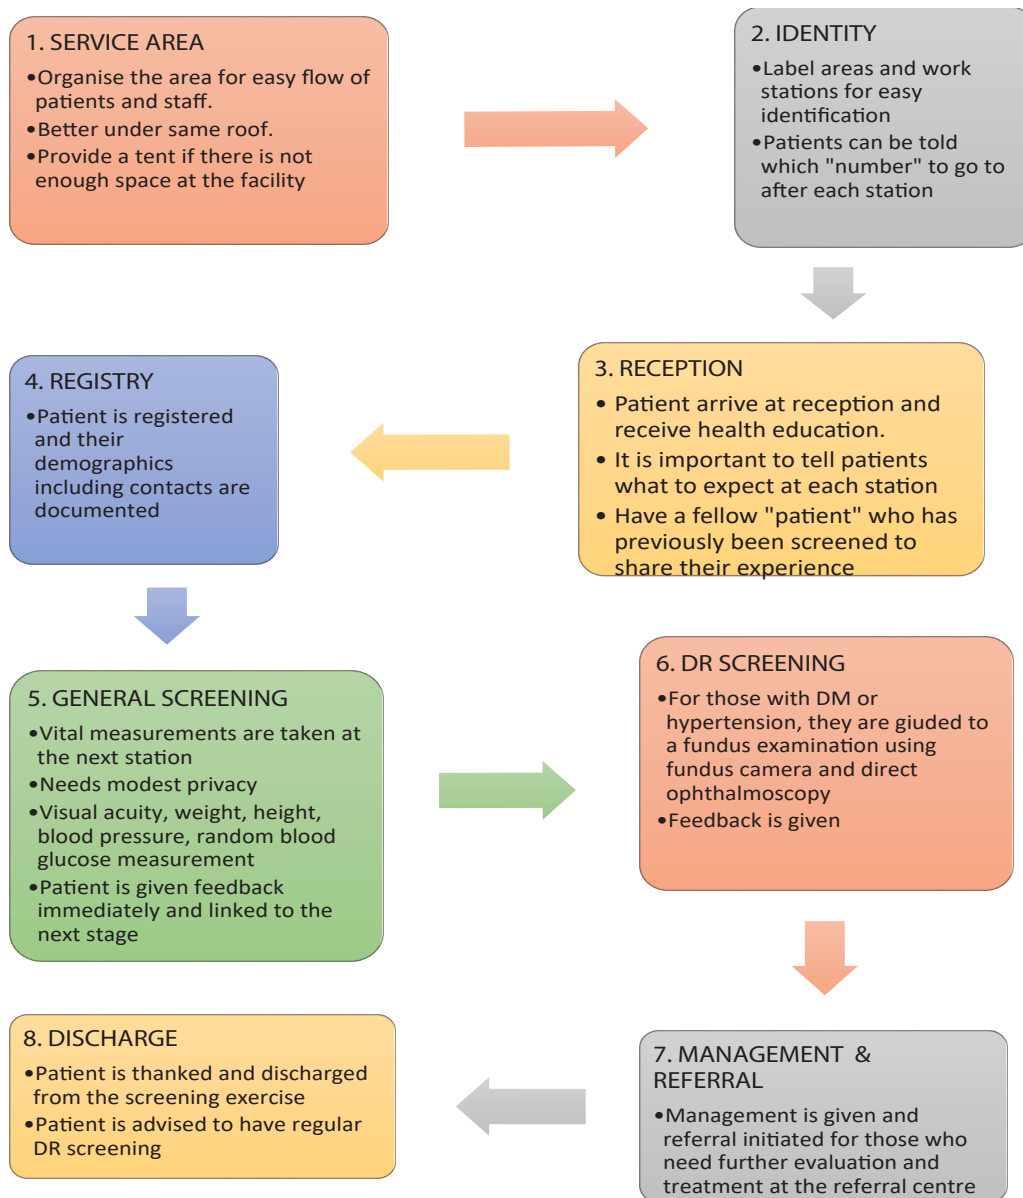 1. SERVICE AREA
•Organise the area for easy flow of
patients and staff.
•Better under same roof.
•Provide a tent if there is not
enough space at the facility
2. IDENTITY
•Label areas and work
stations for easy
identification
•Patients can be told
which "number" to go to
after each station
3. RECEPTION
• Patient arrive at reception and
receive health education.
• It is important to tell patients
what to expect at each station
• Have a fellow "patient" who has
previously been screened to
share their experience
4. REGISTRY
•Patient is registered
and their
demographics
including contacts are
documented
5. GENERAL SCREENING
•Vital measurements are taken at
the next station
•Needs modest privacy
•Visual acuity, weight, height,
blood pressure, random blood
glucose measurement
•Patient is given feedback
immediately and linked to the
next stage
6. DR SCREENING
•For those with DM or
hypertension, they are giuded to
a fundus examination using
fundus camera and direct
ophthalmoscopy
•Feedback is given
7. MANAGEMENT &
REFERRAL
•Management is given and
referral initiated for those who
need further evaluation and
treatment at the referral centre
8. DISCHARGE
•Patient is thanked and discharged
from the screening exercise
•Patient is advised to have regular
DR screening